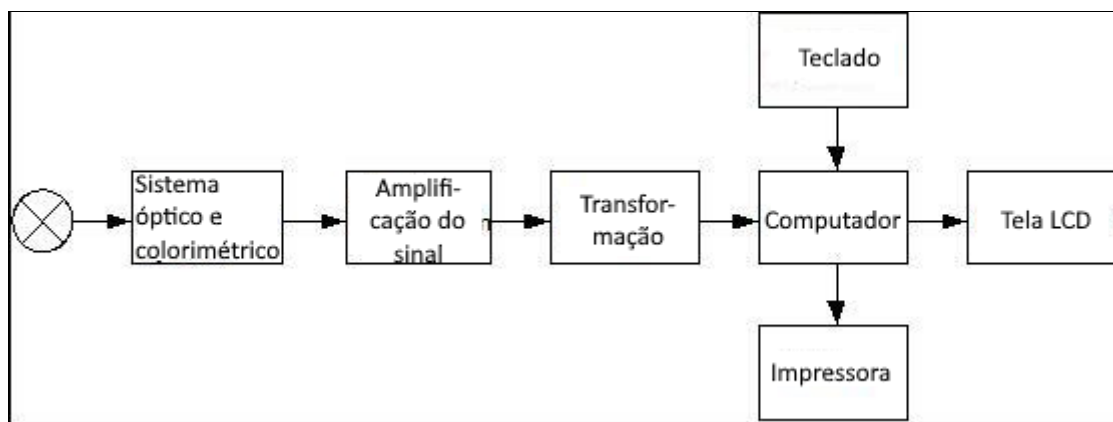 Teclado
Sistema
óptico e
colorimétrico
Amplifi-
cação do
sinal
Transfor-
mação
Computador
Tela LCD
Impressora